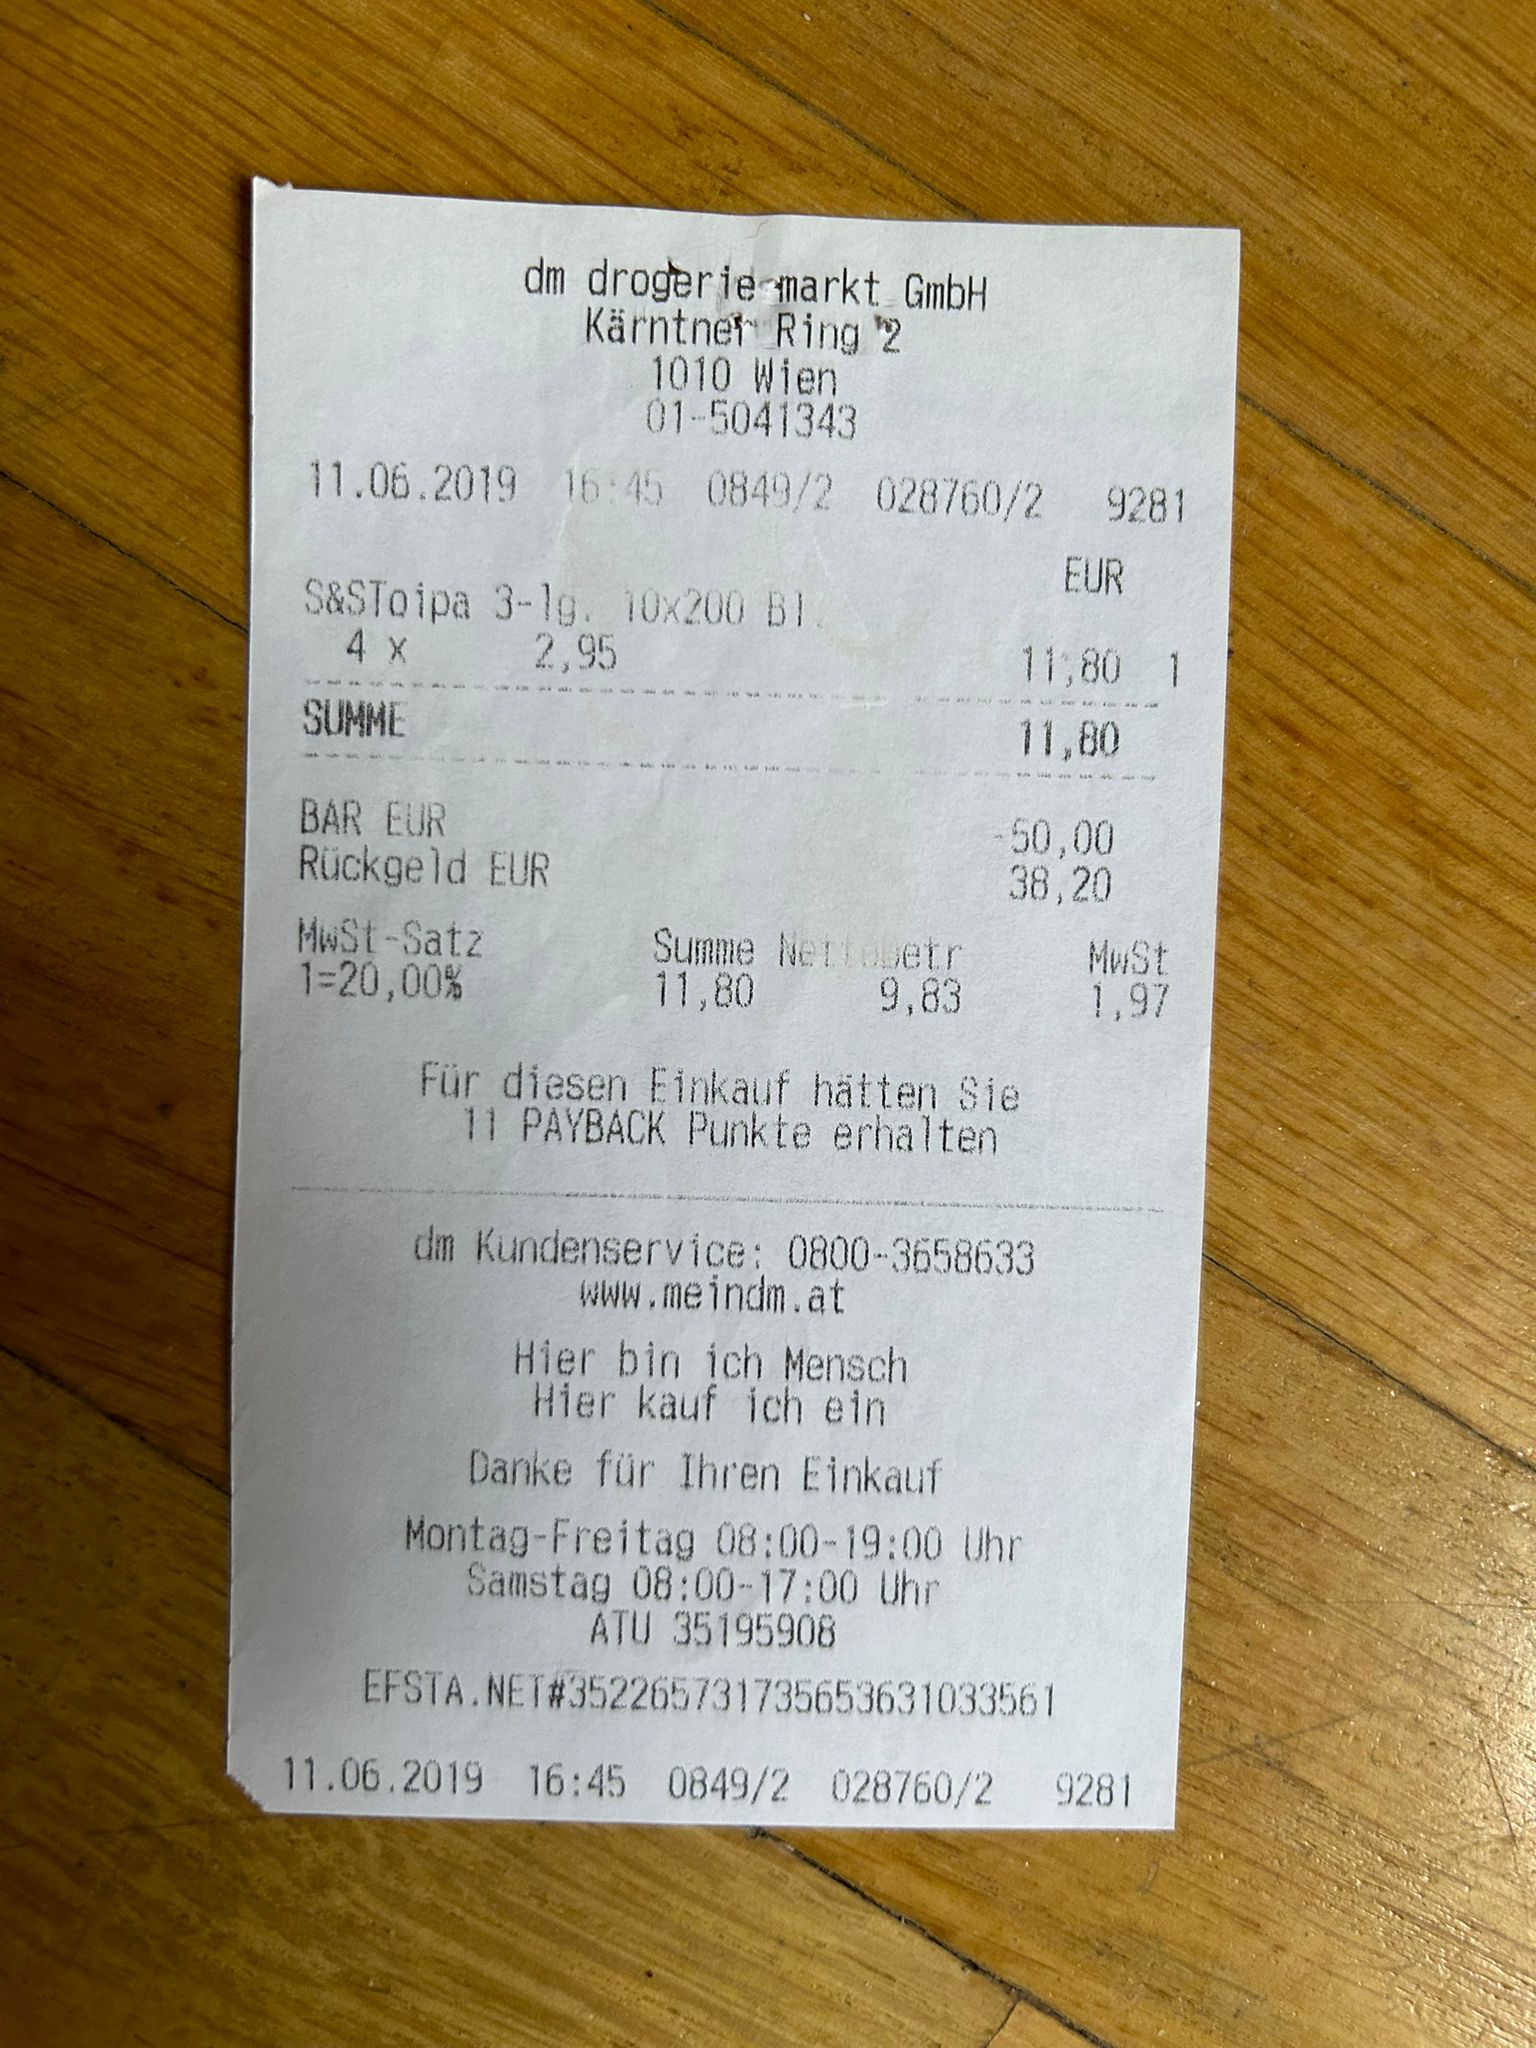 dm drogerie markt GmbH
Kärntner Ring 2
1010 Wien
01-5041343
11.06.2019 16:45 0849/2 028760/2 9281
EUR
S&SToipa 3-lg. 10x200 Bl.
4 x 2,95 11,80 1
SUMME 11,80
BAR EUR -50,00
Rückgeld EUR 38,20
MwSt-Satz Summe Nettobetr MwSt
1=20,00% 11,80 9,83 1,97
Für diesen Einkauf hätten Sie
11 PAYBACK Punkte erhalten
dm Kundenservice: 0800-3658633
www.meindm.at
Hier bin ich Mensch
Hier kauf ich ein
Danke für Ihren Einkauf
Montag-Freitag 08:00-19:00 Uhr
Samstag 08:00-17:00 Uhr
ATU 35195908
EFSTA.NET#352265731735653631033561
11.06.2019 16:45 0849/2 028760/2 9281